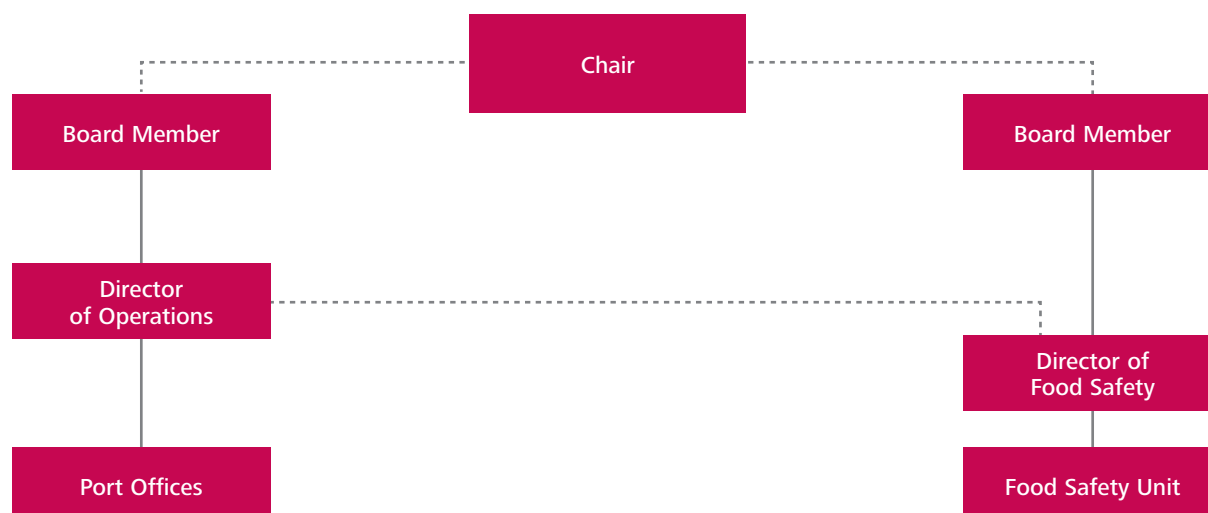 Chair
Board Member
Board Member
Director
of Operations
Director of
Food Safety
Port Offices
Food Safety Unit